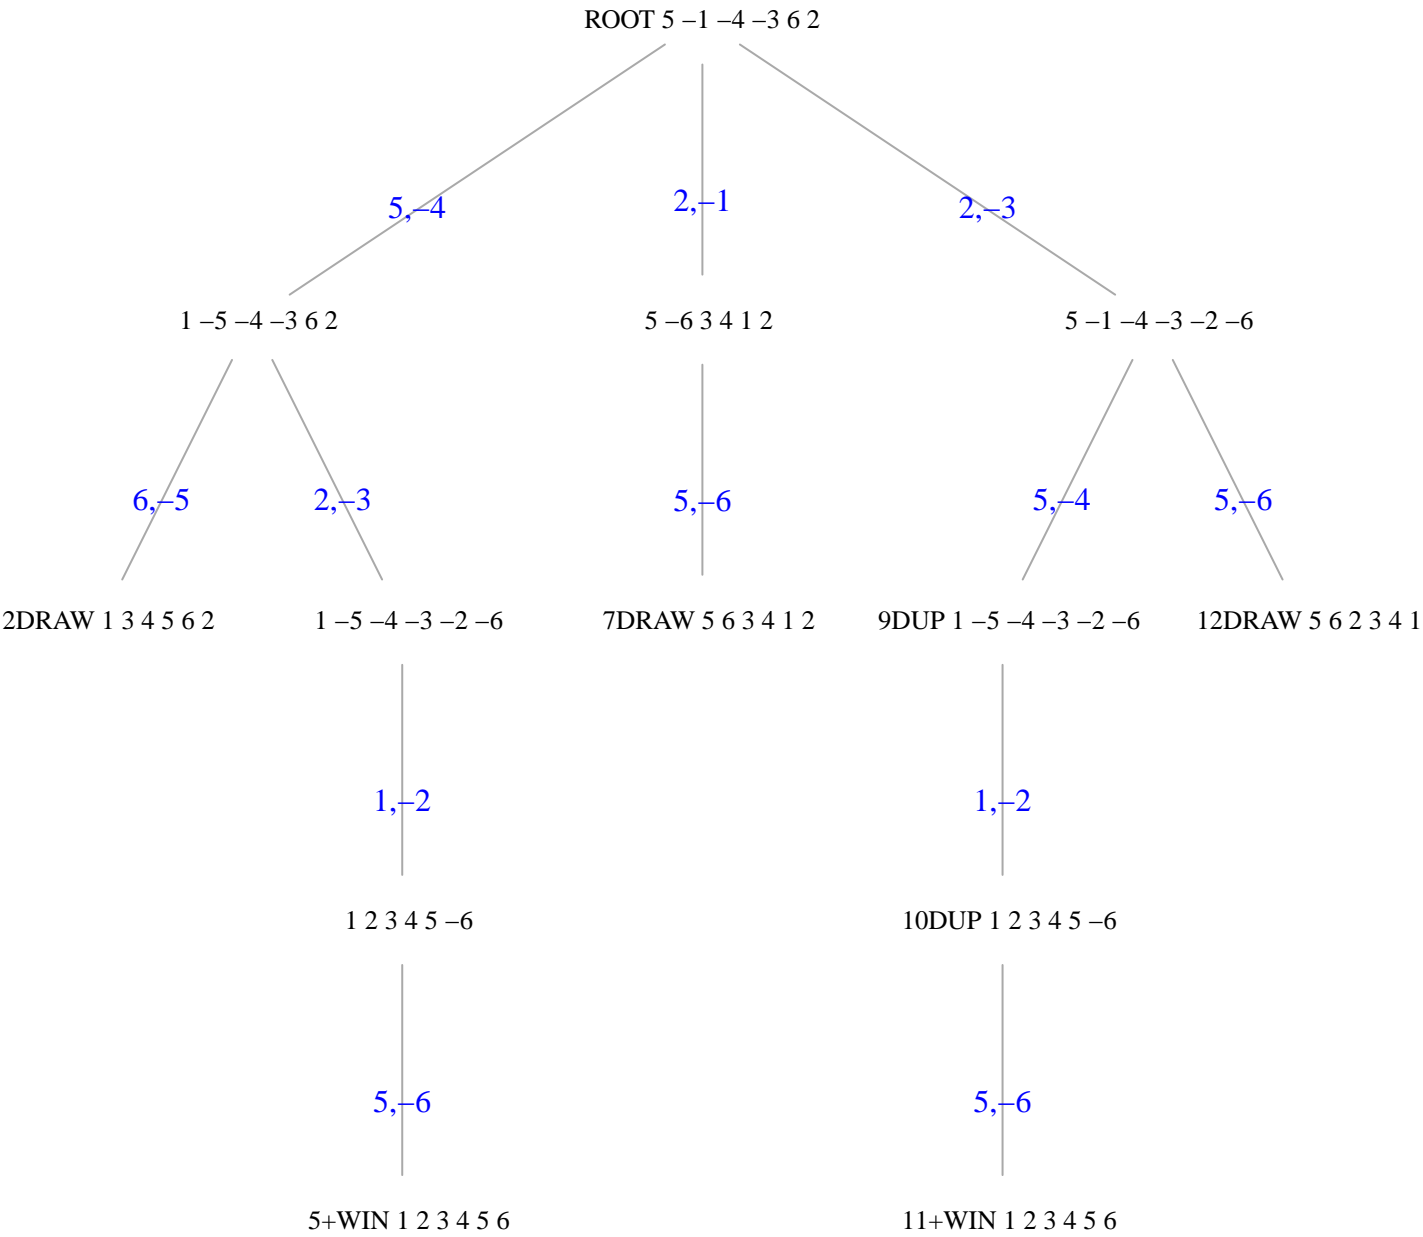 ROOT 5 –1 –4 –3 6 2
5,–4
2,–1
2,–3
1 –5 –4 –3 6 2
5 –6 3 4 1 2
5 –1 –4 –3 –2 –6
6,–5
2,–3
5,–6
5,–4
5,–6
2DRAW 1 3 4 5 6 2
1 –5 –4 –3 –2 –6
7DRAW 5 6 3 4 1 2
9DUP 1 –5 –4 –3 –2 –6
12DRAW 5 6 2 3 4 1
1,–2
1,–2
1 2 3 4 5 –6
10DUP 1 2 3 4 5 –6
5,–6
5,–6
5+WIN 1 2 3 4 5 6
11+WIN 1 2 3 4 5 6